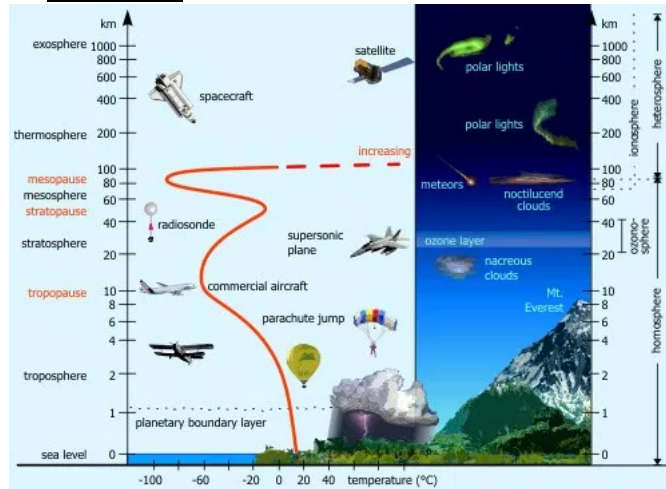 km
km
exosphere
1000
800
600
400
thermosphere
200
100
mesopause
80
mesosphere
60
stratopause
40
stratosphere
20
tropopause
10
8
6
4
troposphere
2
1
sea level
0
satellite
spacecraft
increasing
radiosonde
supersonic
plane
commercial aircraft
parachute jump
planetary boundary layer
polar lights
polar lights
meteors
noctilucend
clouds
ozone layer
nacreous
clouds
Mt.
Everest
1000
800
600
400
200
100
80
60
40
20
10
8
6
4
2
1
0
ionosphere
heterosphere
ozono-
sphere
homosphere
-100 -60 -20 0 20 40 temperature (°C)